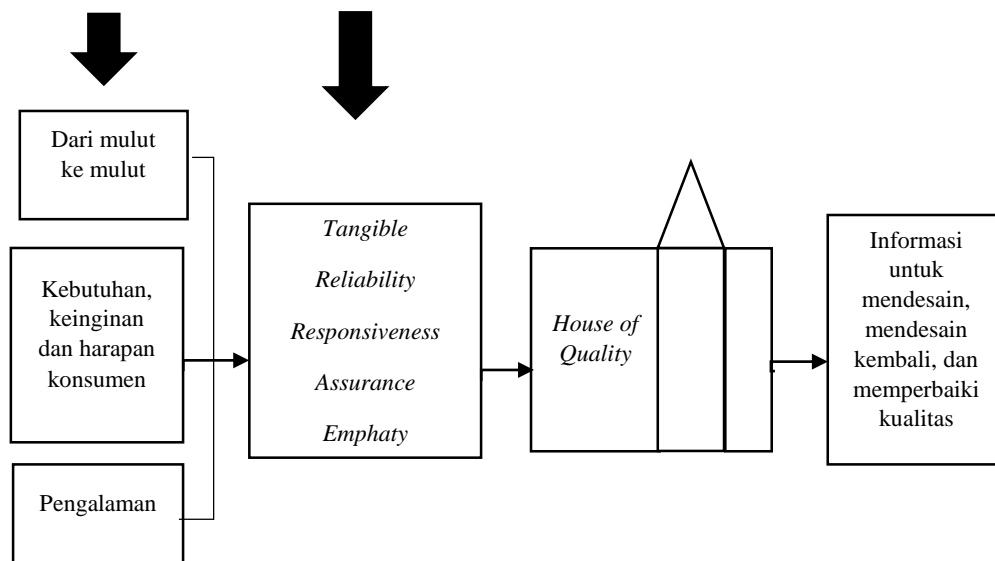 Dari mulut
ke mulut
Kebutuhan,
keinginan
dan harapan
konsumen
Pengalaman
Tangible
Reliability
Responsiveness
Assurance
Emphaty
House of
Quality
Informasi
untuk
mendesain,
mendesain
kembali, dan
memperbaiki
kualitas